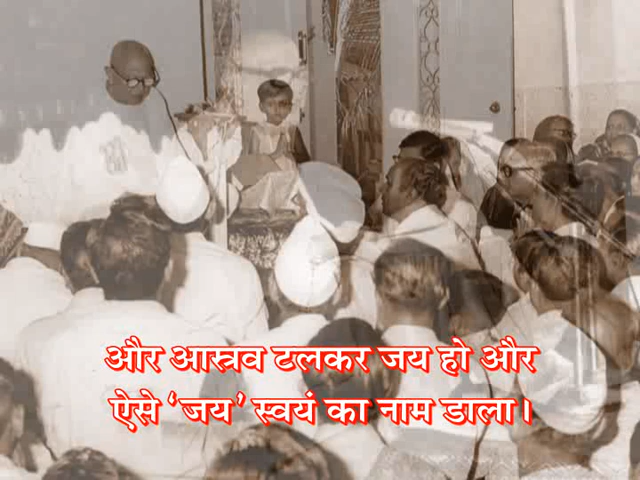 और आस्त्रव टलकर जय हो और
ऐसे ‘जय’ स्वयं का नाम डाला।